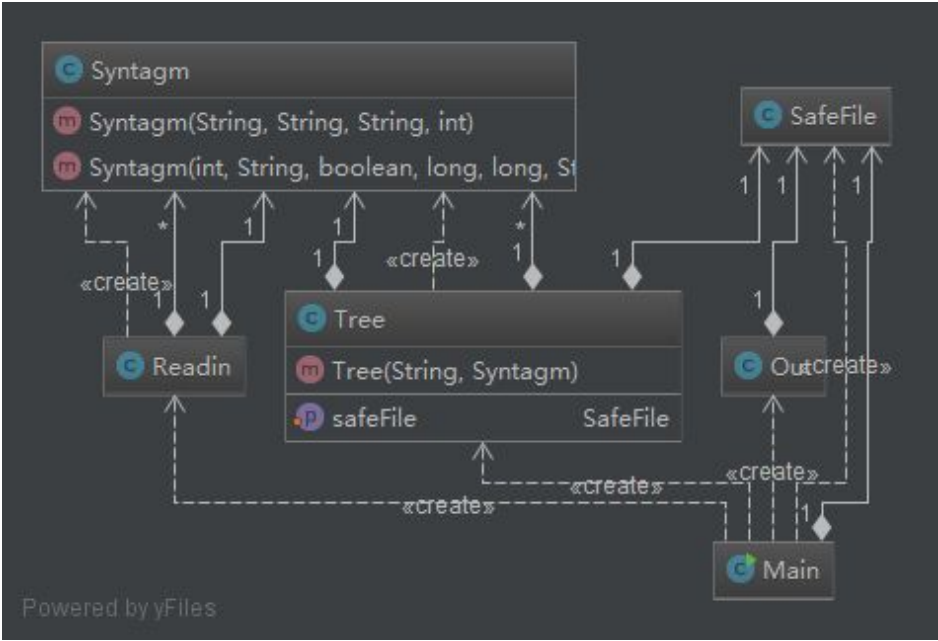 Syntagm
Syntagm(String, String, String, int)
Syntagm(int, String, boolean, long, long, St
SafeFile
1
1
1
*
1
1
«create»
1
1
1
*
«create»
1
1
1
Tree
Tree(String, Syntagm)
safeFile SafeFile
Readin
1
Out
«create»
«create»
«create»
«create»
1
Main
Powered by yFiles